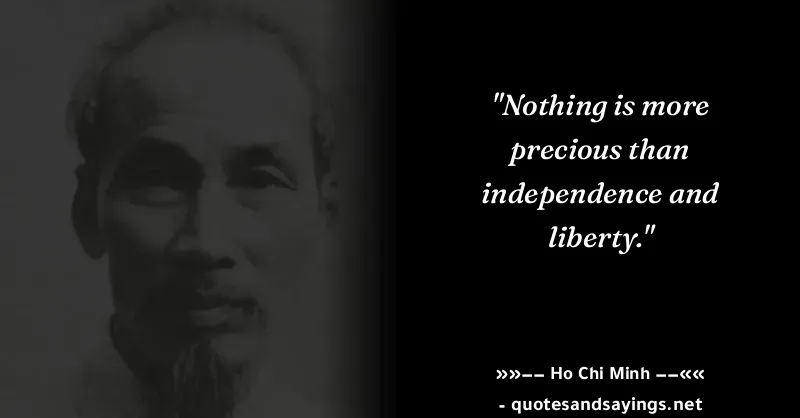 "Nothing is more
precious than
independence and
liberty."
»»−− Ho Chi Minh −−««
- quotesandsayings.net